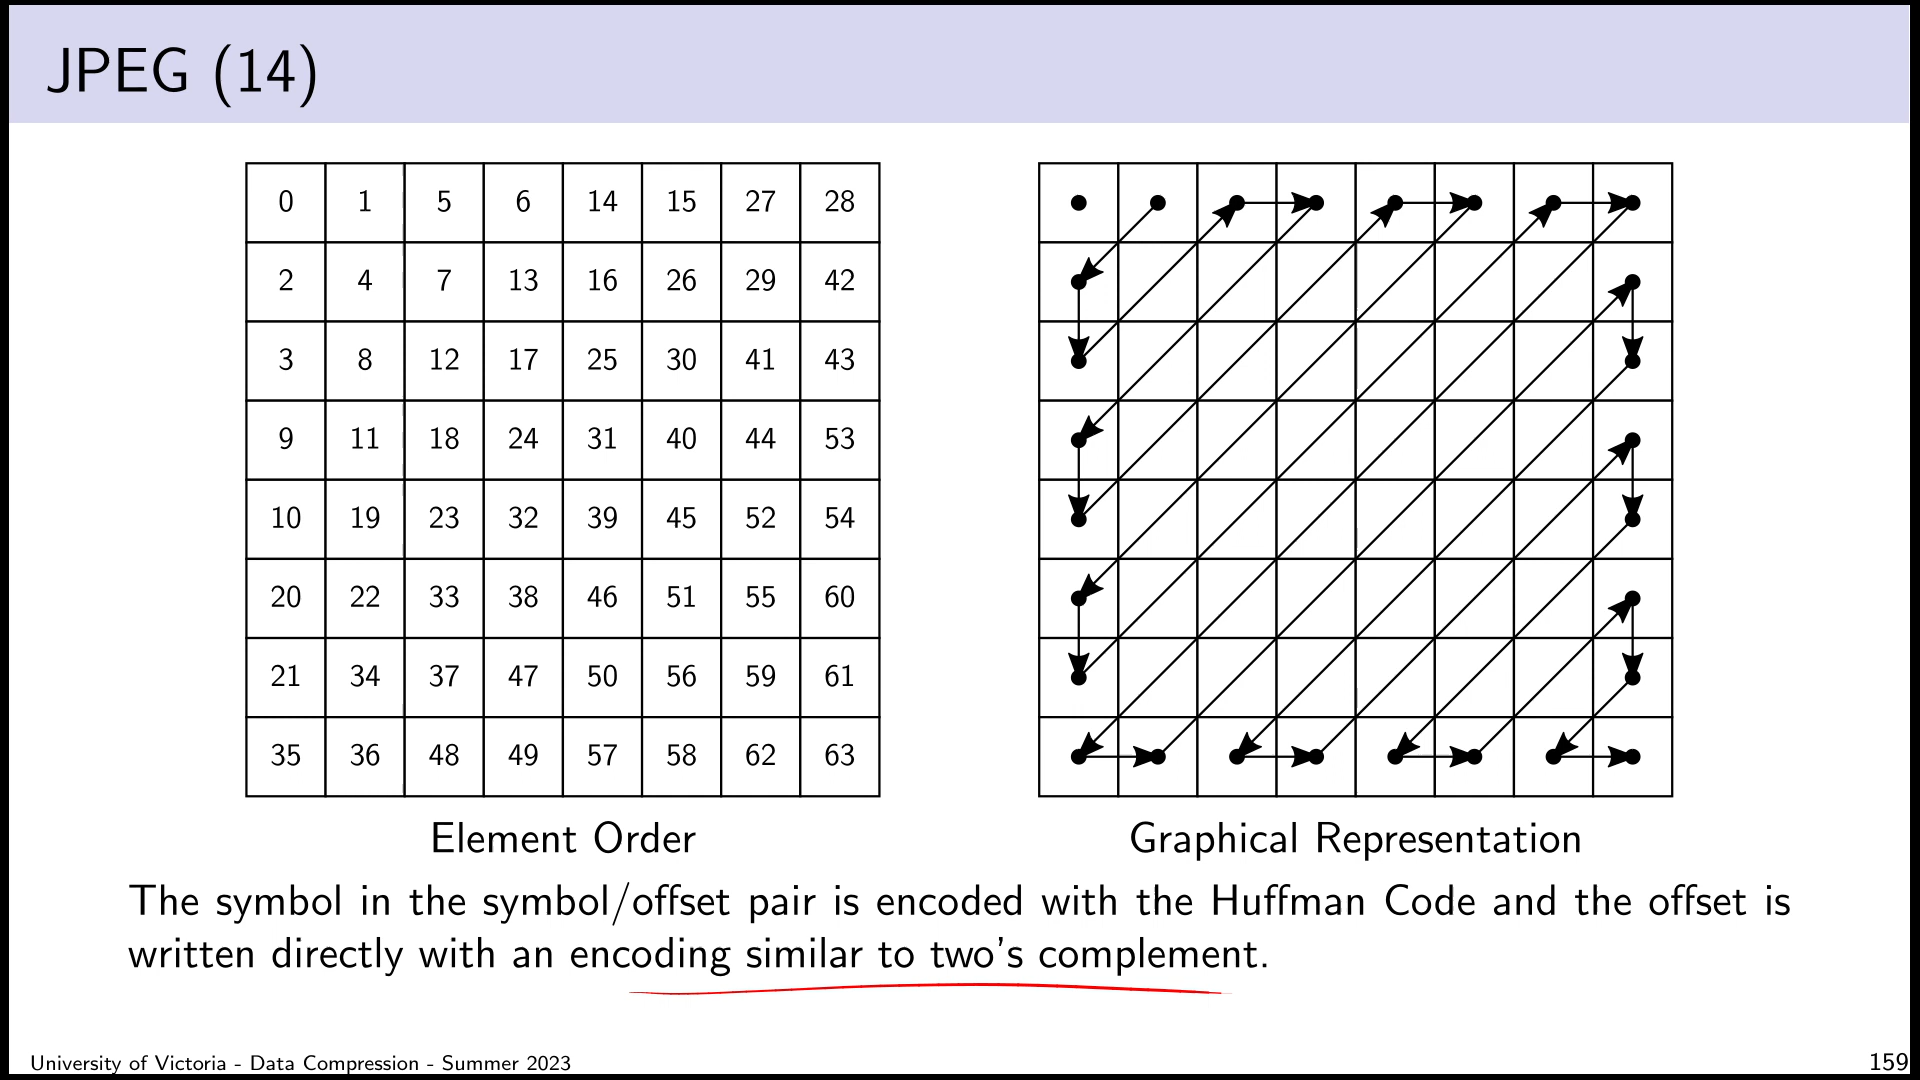 JPEG (14)
0 1 5 6 14 15 27 28
2 4 7 13 16 26 29 42
3 8 12 17 25 30 41 43
9 11 18 24 31 40 44 53
10 19 23 32 39 45 52 54
20 22 33 38 46 51 55 60
21 34 37 47 50 56 59 61
35 36 48 49 57 58 62 63
Element Order
Graphical Representation
The symbol in the symbol/offset pair is encoded with the Huffman Code and the offset is
written directly with an encoding similar to two's complement.
University of Victoria - Data Compression - Summer 2023
159